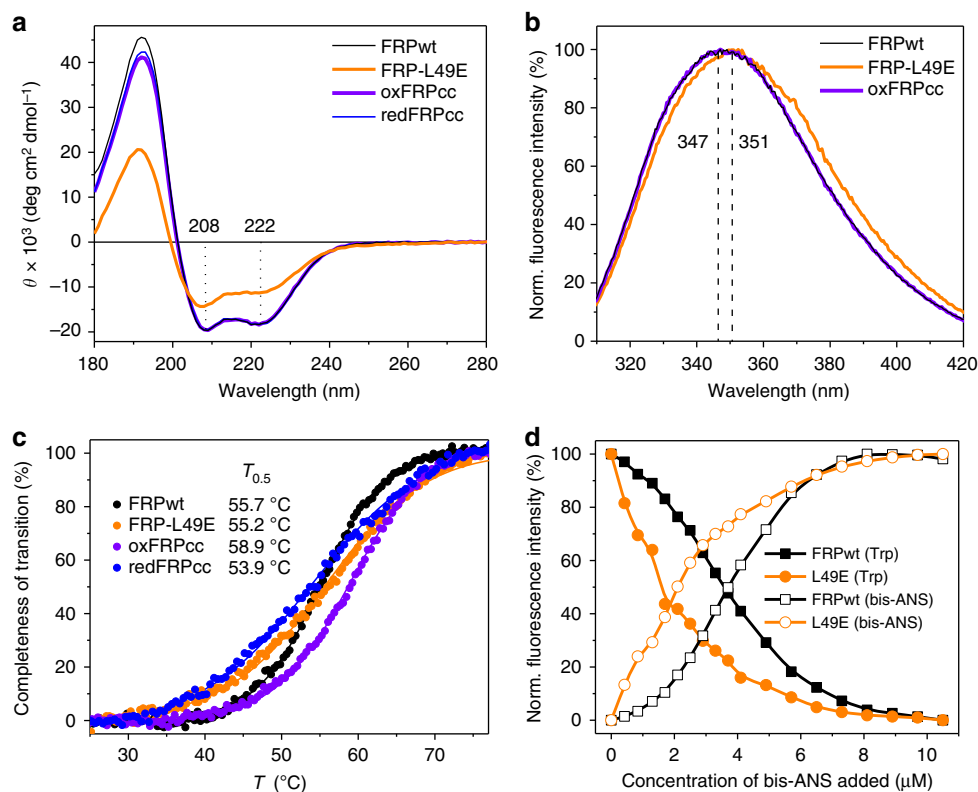 a
FRPwt
FRP-L49E
oxFRPcc
redFRPcc
40
30
20
10
0
−10
−20
208
222
θ × 10³ (deg cm² dmol⁻¹)
180
200
220
240
260
280
Wavelength (nm)
b
FRPwt
FRP-L49E
oxFRPcc
100
80
60
40
20
0
347
351
Norm. fluorescence intensity (%)
320
340
360
380
400
420
Wavelength (nm)
c
T0.5
FRPwt 55.7 °C
FRP-L49E 55.2 °C
oxFRPcc 58.9 °C
redFRPcc 53.9 °C
100
80
60
40
20
0
Completeness of transition (%)
30
40
50
60
70
T (°C)
d
100
80
60
40
20
0
Norm. fluorescence intensity (%)
FRPwt (Trp)
L49E (Trp)
FRPwt (bis-ANS)
L49E (bis-ANS)
0
2
4
6
8
10
Concentration of bis-ANS added (μM)